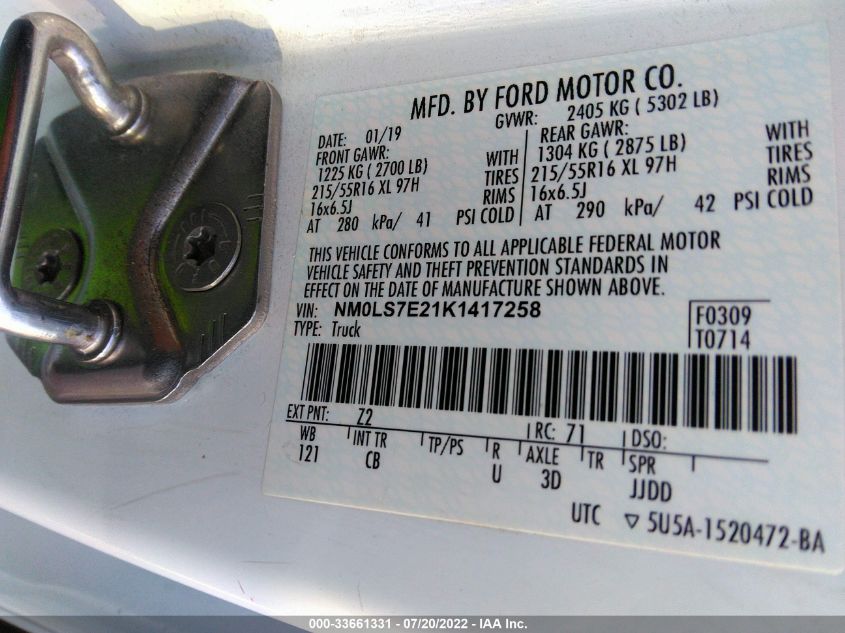 MFD. BY FORD MOTOR CO.
DATE: 01/19 GVWR: 2405 KG ( 5302 LB)
FRONT GAWR: REAR GAWR:
1225 KG ( 2700 LB) WITH 1304 KG ( 2875 LB) WITH
215/55R16 XL 97H TIRES 215/55R16 XL 97H TIRES
16x6.5J RIMS 16x6.5J RIMS
AT 280 kPa/ 41 PSI COLD AT 290 kPa/ 42 PSI COLD
THIS VEHICLE CONFORMS TO ALL APPLICABLE FEDERAL MOTOR
VEHICLE SAFETY AND THEFT PREVENTION STANDARDS IN
EFFECT ON THE DATE OF MANUFACTURE SHOWN ABOVE.
VIN: NM0LS7E21K1417258 F0309
TYPE: Truck T0714
EXT PNT: Z2 RC: 71 DSO:
WB INT TR TP/PS R AXLE TR SPR
121 CB U 3D JJDD
UTC ▽ 5U5A-1520472-BA
000-33661331 - 07/20/2022 - IAA Inc.